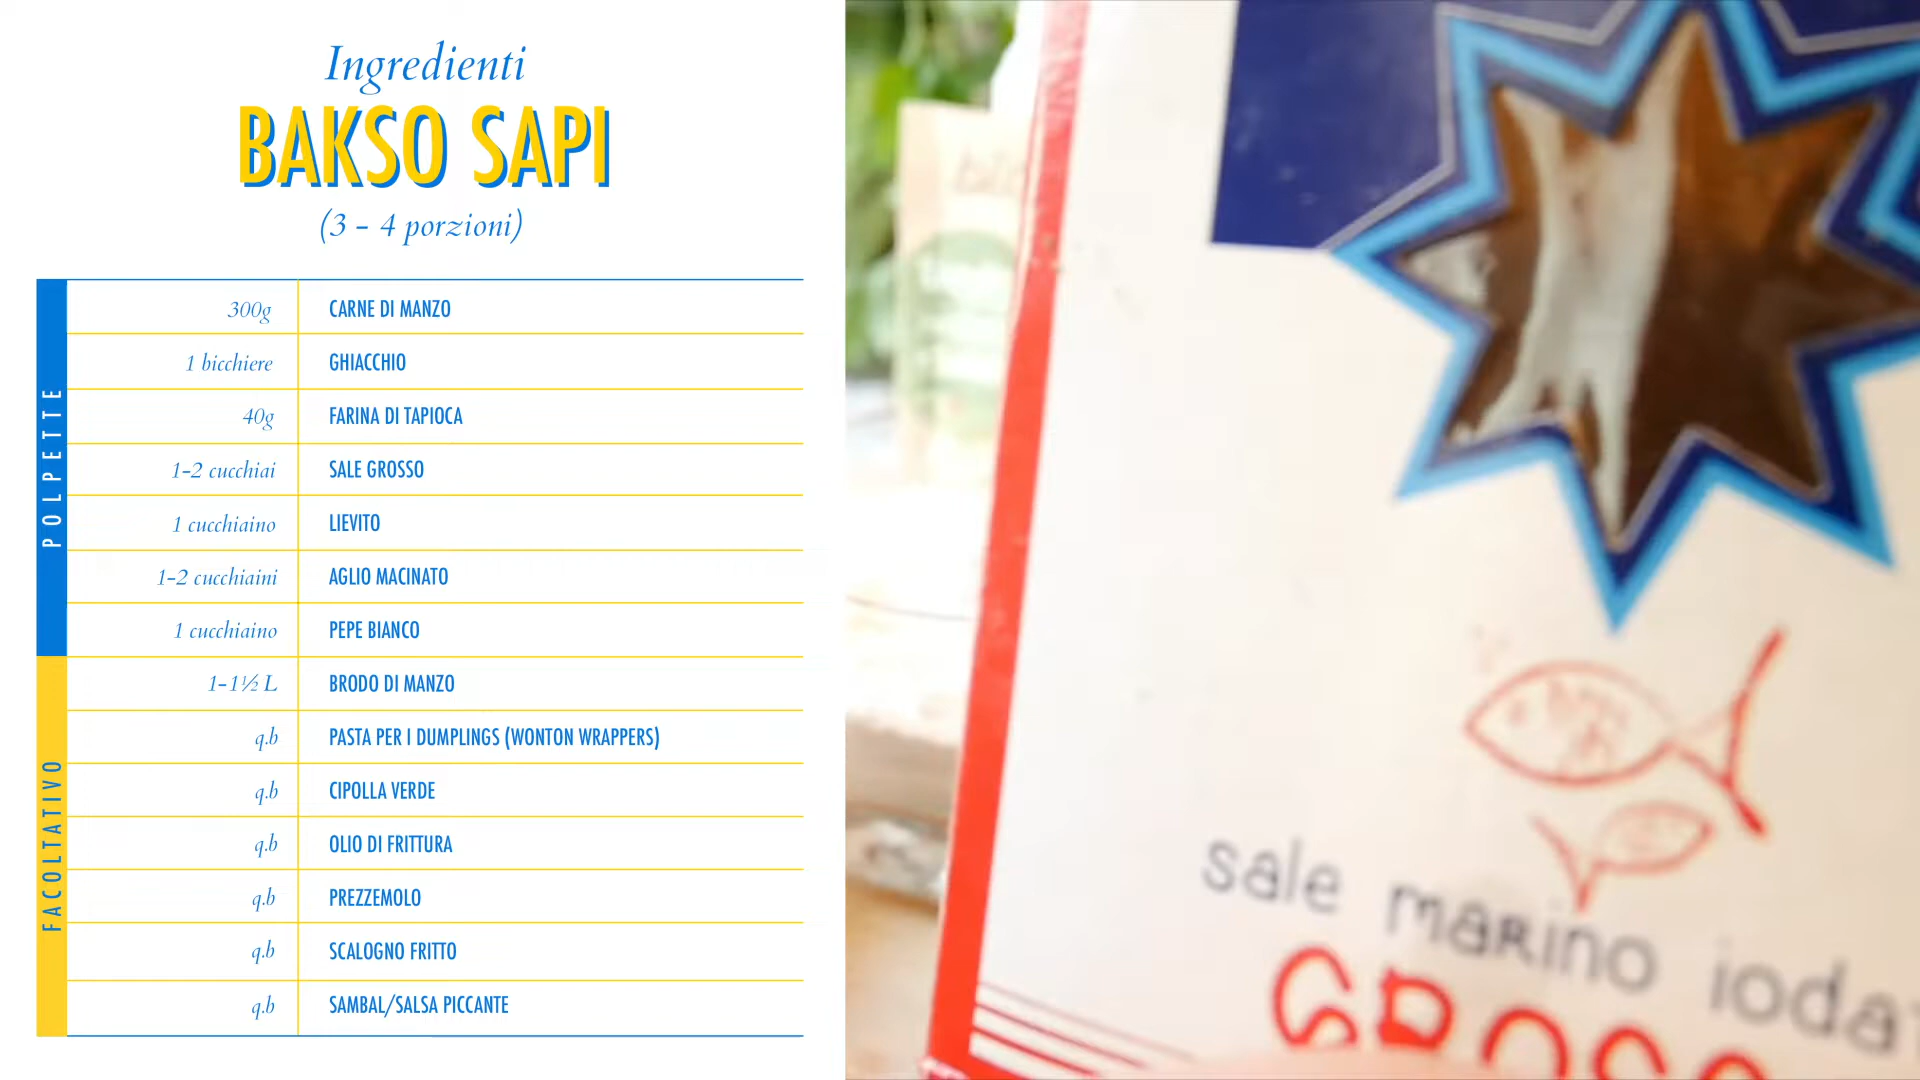 Ingredienti
BAKSO SAPI
(3 - 4 porzioni)
POLPETTE
300g CARNE DI MANZO
1 bicchiere GHIACCHIO
40g FARINA DI TAPIOCA
1-2 cucchiai SALE GROSSO
1 cucchiaino LIEVITO
1-2 cucchiaini AGLIO MACINATO
1 cucchiaino PEPE BIANCO
FACOLTATIVO
1-1½ L BRODO DI MANZO
q.b PASTA PER I DUMPLINGS (WONTON WRAPPERS)
q.b CIPOLLA VERDE
q.b OLIO DI FRITTURA
q.b PREZZEMOLO
q.b SCALOGNO FRITTO
q.b SAMBAL/SALSA PICCANTE
sale marino